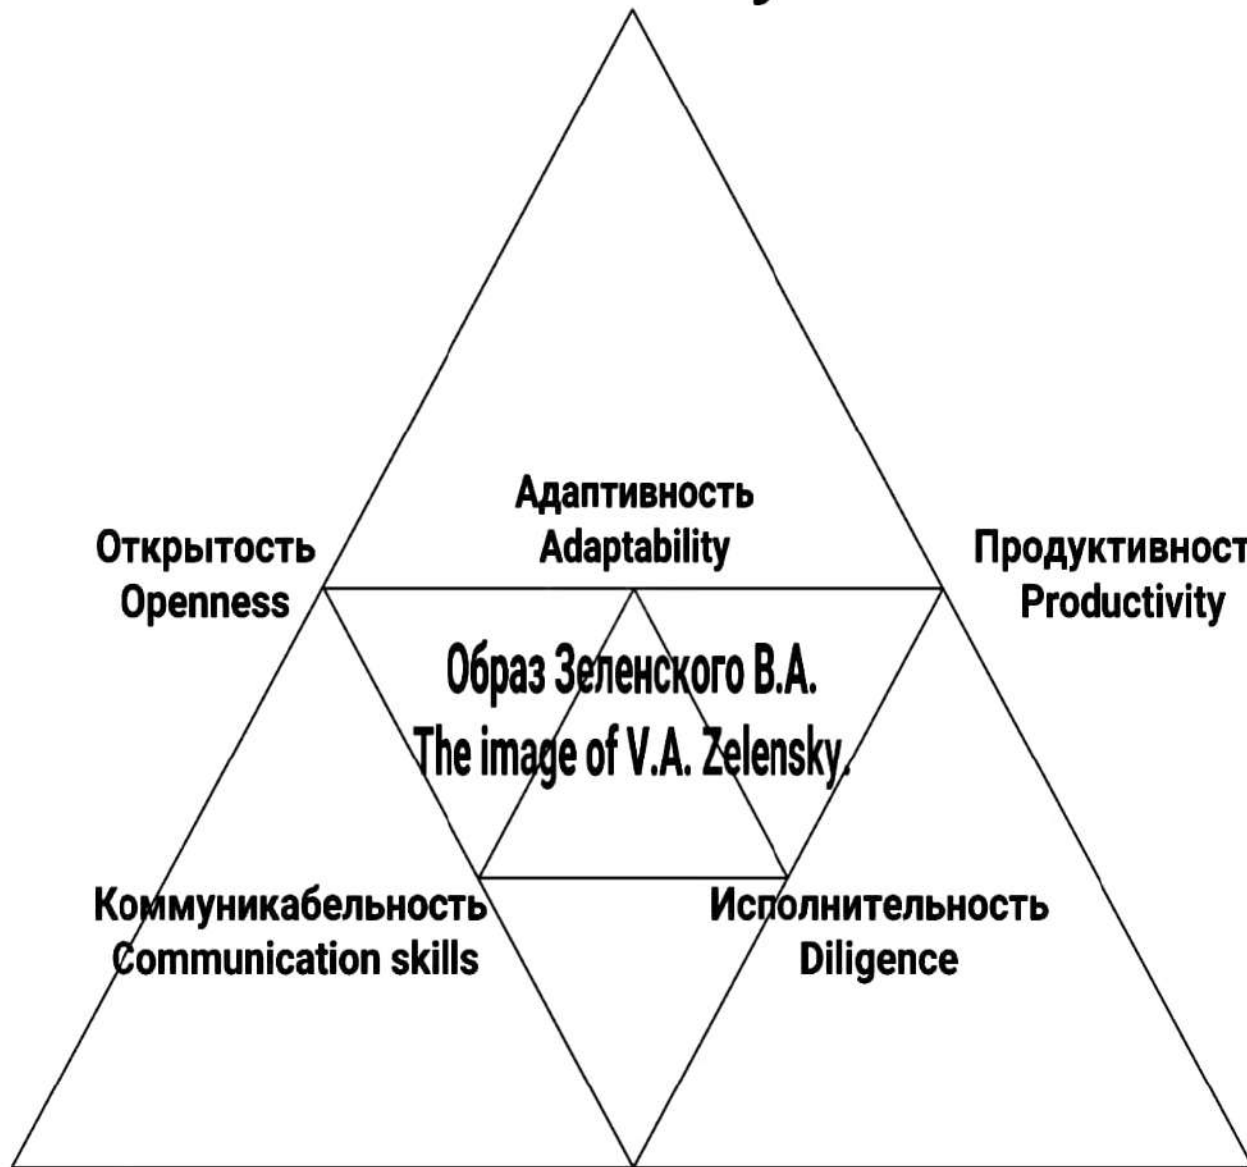 Адаптивность
Adaptability
Открытость
Openness
Продуктивност
Productivity
Образ Зеленского В.А.
The image of V.A. Zelensky.
Коммуникабельность
Communication skills
Исполнительность
Diligence